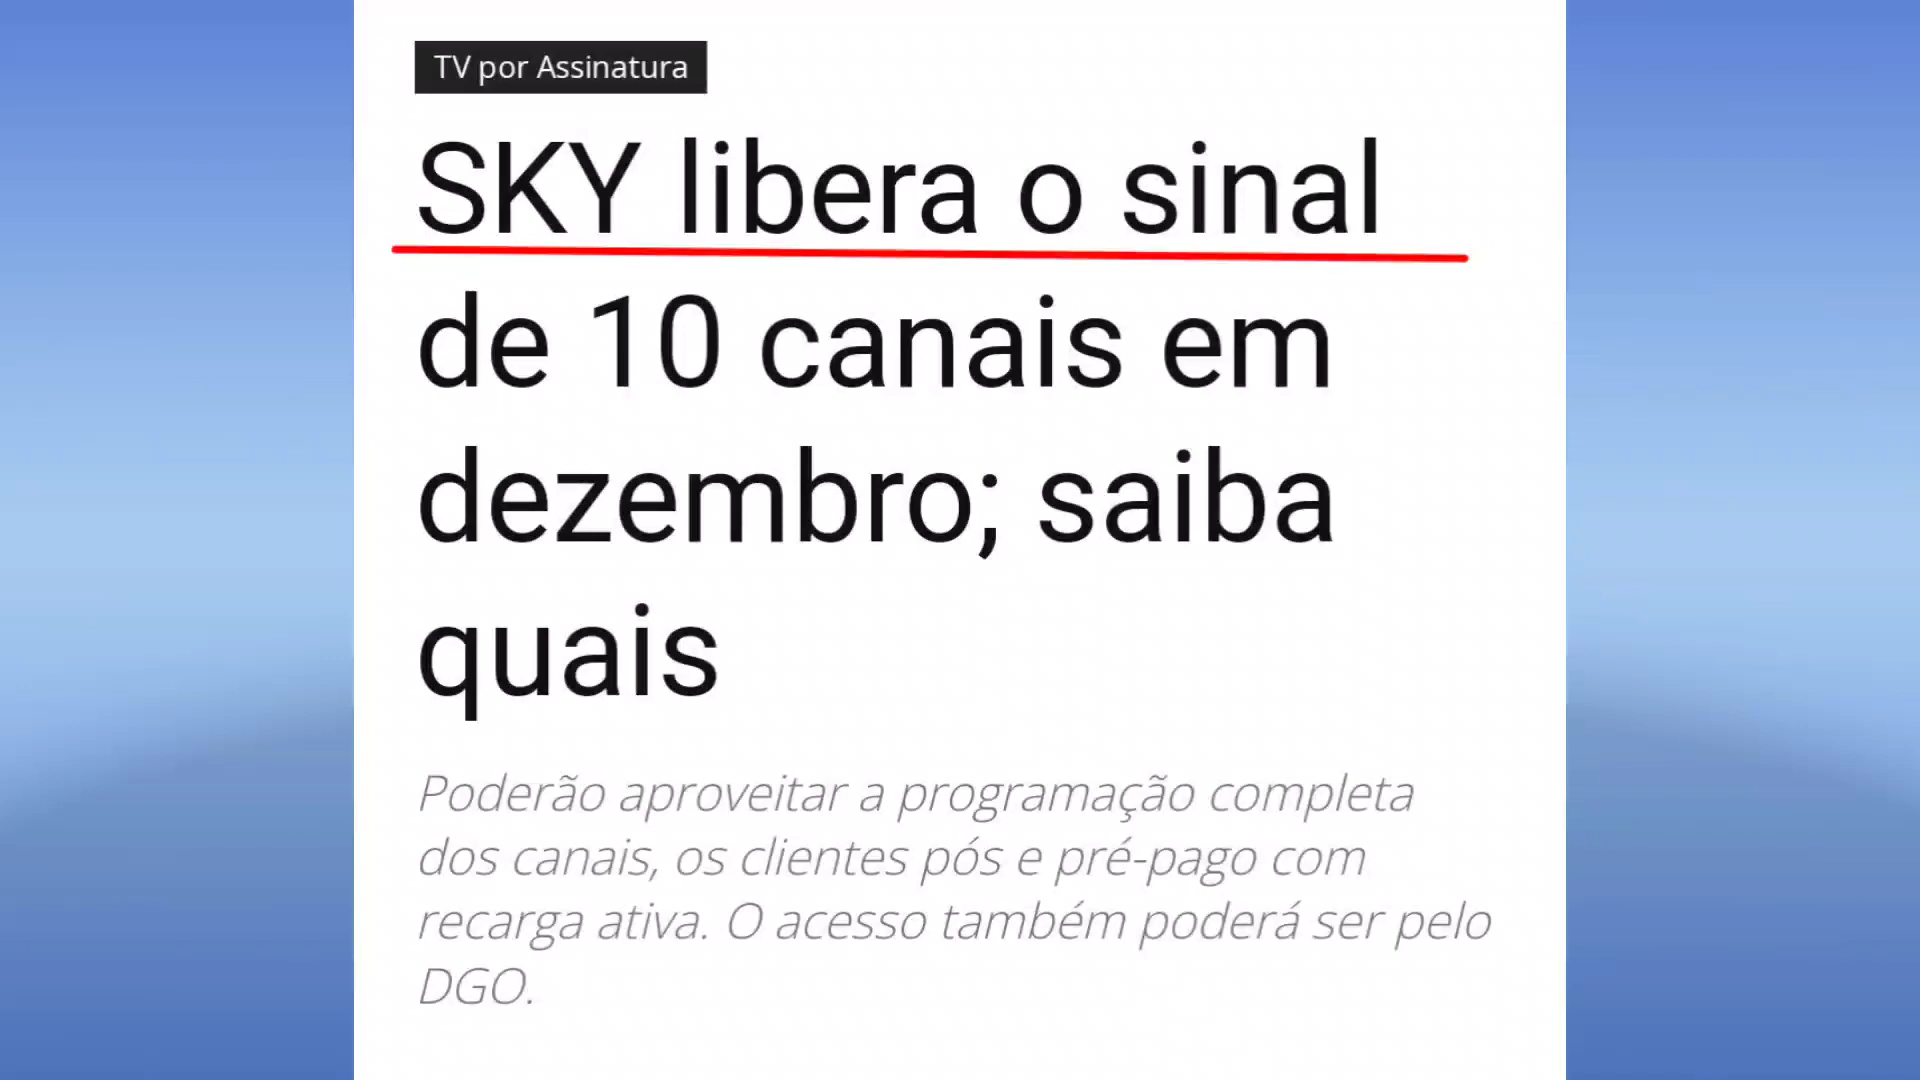 TV por Assinatura
SKY libera o sinal
de 10 canais em
dezembro; saiba
quais
Poderão aproveitar a programação completa
dos canais, os clientes pós e pré-pago com
recarga ativa. O acesso também poderá ser pelo
DGO.